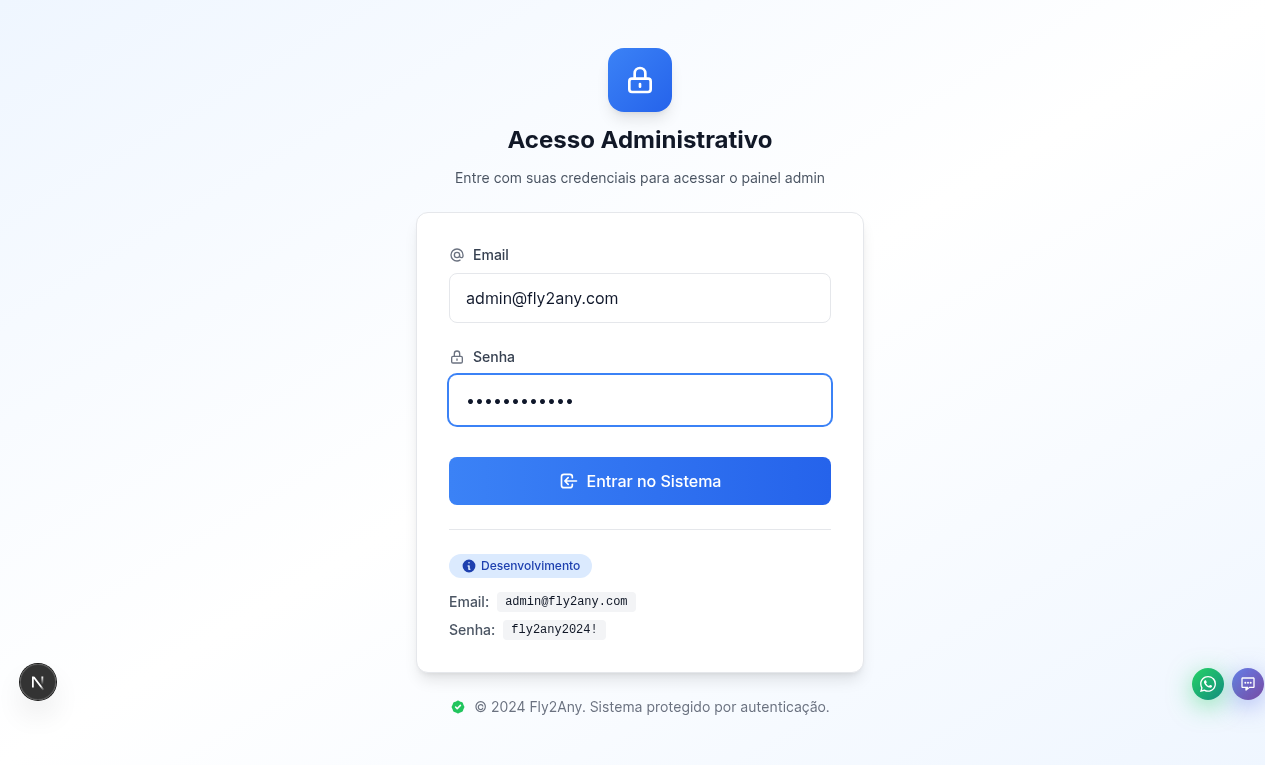 Acesso Administrativo
Entre com suas credenciais para acessar o painel admin
Email
admin@fly2any.com
Senha
••••••••••••
Entrar no Sistema
Desenvolvimento
Email: admin@fly2any.com
Senha: fly2any2024!
N
© 2024 Fly2Any. Sistema protegido por autenticação.